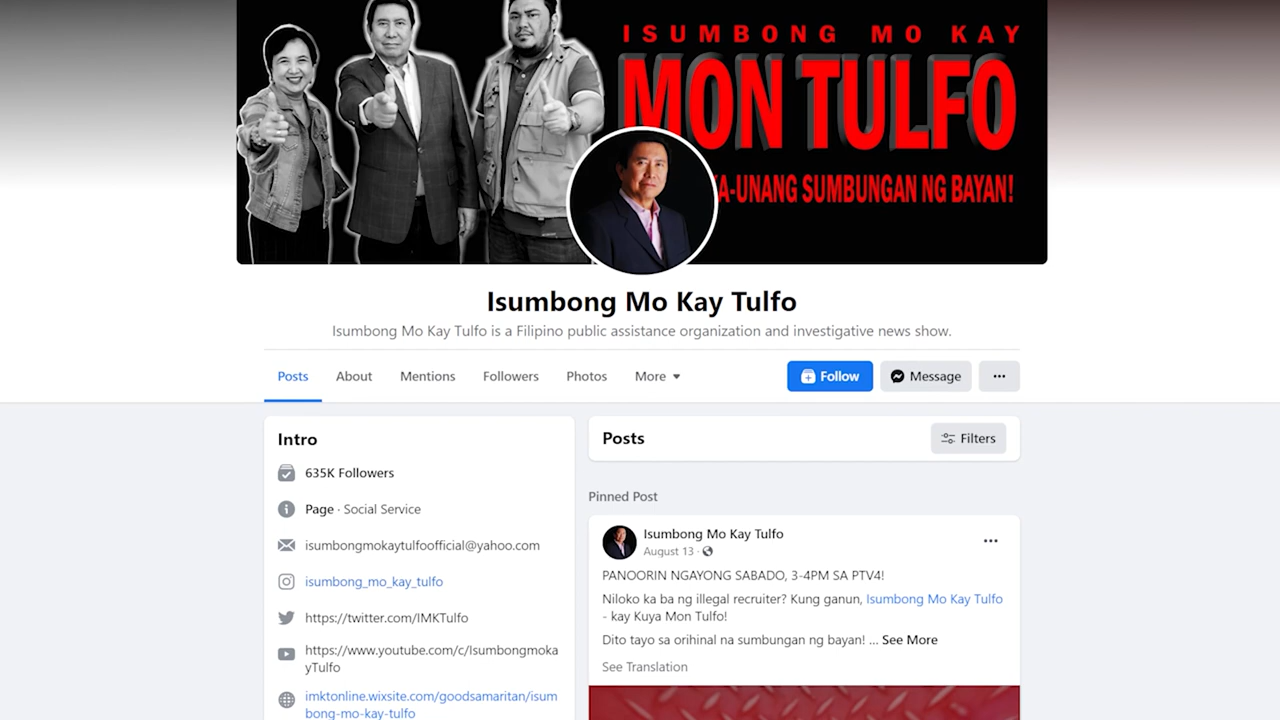 ISUMBONG MO KAY
MON TULFO
A-UNANG SUMBUNGAN NG BAYAN!
Isumbong Mo Kay Tulfo
Isumbong Mo Kay Tulfo is a Filipino public assistance organization and investigative news show.
Posts About Mentions Followers Photos More Follow Message
Intro
635K Followers
Page · Social Service
isumbongmokaytulfoofficial@yahoo.com
isumbong_mo_kay_tulfo
https://twitter.com/IMKTulfo
https://www.youtube.com/c/Isumbongmoka
yTulfo
imktonline.wixsite.com/goodsamaritan/isum
bong-mo-kay-tulfo
Posts
Filters
Pinned Post
Isumbong Mo Kay Tulfo
August 13 ·
PANOORIN NGAYONG SABADO, 3-4PM SA PTV4!
Niloko ka ba ng illegal recruiter? Kung ganun, Isumbong Mo Kay Tulfo
- kay Kuya Mon Tulfo!
Dito tayo sa orihinal na sumbungan ng bayan! ... See More
See Translation